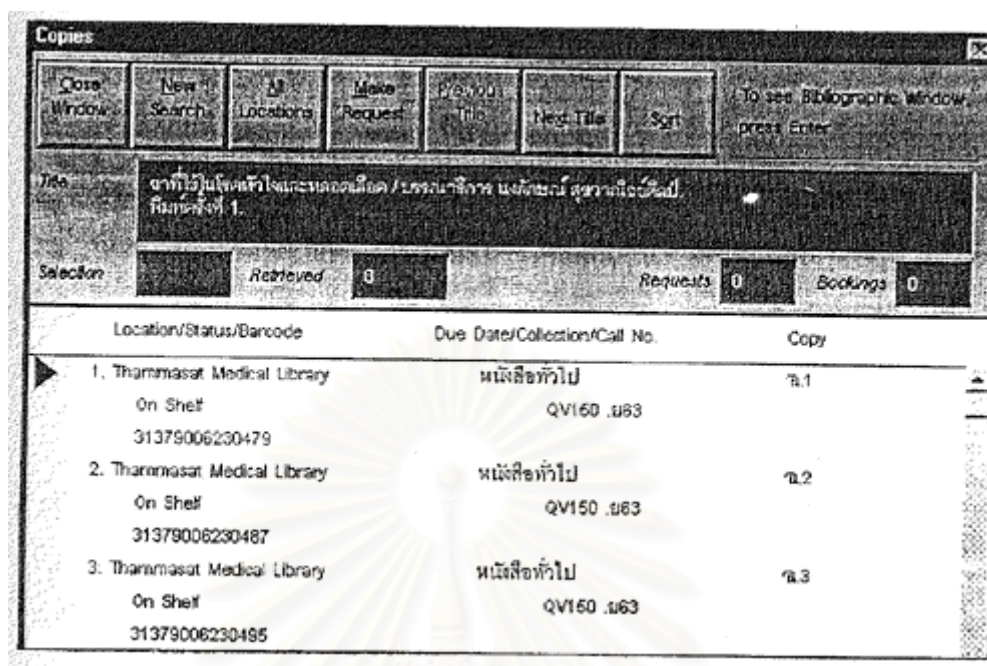 Copies
Close Window New Search All Locations Make Request Previous Title Next Title Sort To see Bibliographic Window, press Enter
Title ยาที่ใช้ในโรคหัวใจและหลอดเลือด / บรรณาธิการ นงลักษณ์ สุขวาณิชย์ศิลป์.
พิมพ์ครั้งที่ 1.
Selection Retrieved Requests 0 Bookings 0
Location/Status/Barcode Due Date/Collection/Call No. Copy
1. Thammasat Medical Library หนังสือทั่วไป ฉ.1
On Shelf QV150 .ย63
31379006230479
2. Thammasat Medical Library หนังสือทั่วไป ฉ.2
On Shelf QV150 .ย63
31379006230487
3. Thammasat Medical Library หนังสือทั่วไป ฉ.3
On Shelf QV150 .ย63
31379006230495